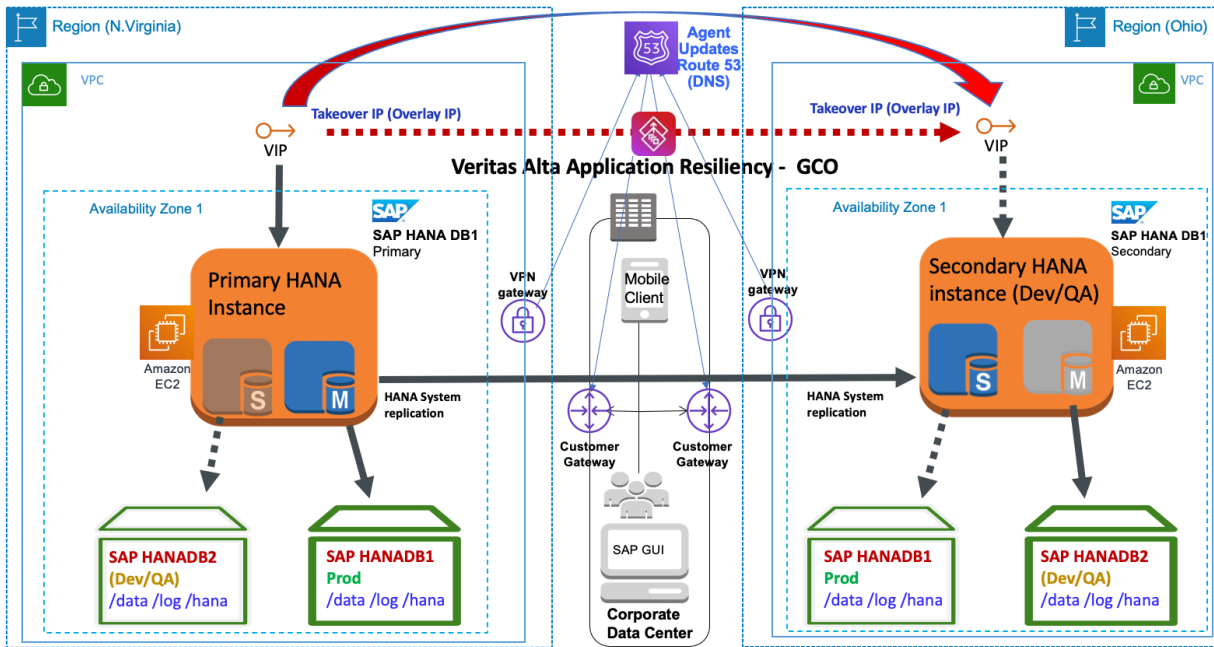 Region (N.Virginia)
VPC
Agent
Updates
Route 53
(DNS)
53
Region (Ohio)
VPC
Takeover IP (Overlay IP)
Takeover IP (Overlay IP)
VIP
VIP
Veritas Alta Application Resiliency - GCO
Availability Zone 1
SAP
SAP HANA DB1
Primary
Availability Zone 1
SAP
SAP HANA DB1
Secondary
Primary HANA
Instance
Secondary HANA
instance (Dev/QA)
VPN
gateway
Mobile
Client
VPN
gateway
Amazon
EC2
S
M
S
M
Amazon
EC2
HANA System
replication
HANA System
replication
Customer
Gateway
Customer
Gateway
SAP HANADB2
(Dev/QA)
/data /log /hana
SAP HANADB1
Prod
/data /log /hana
SAP GUI
Corporate
Data Center
SAP HANADB1
Prod
/data /log /hana
SAP HANADB2
(Dev/QA)
/data /log /hana